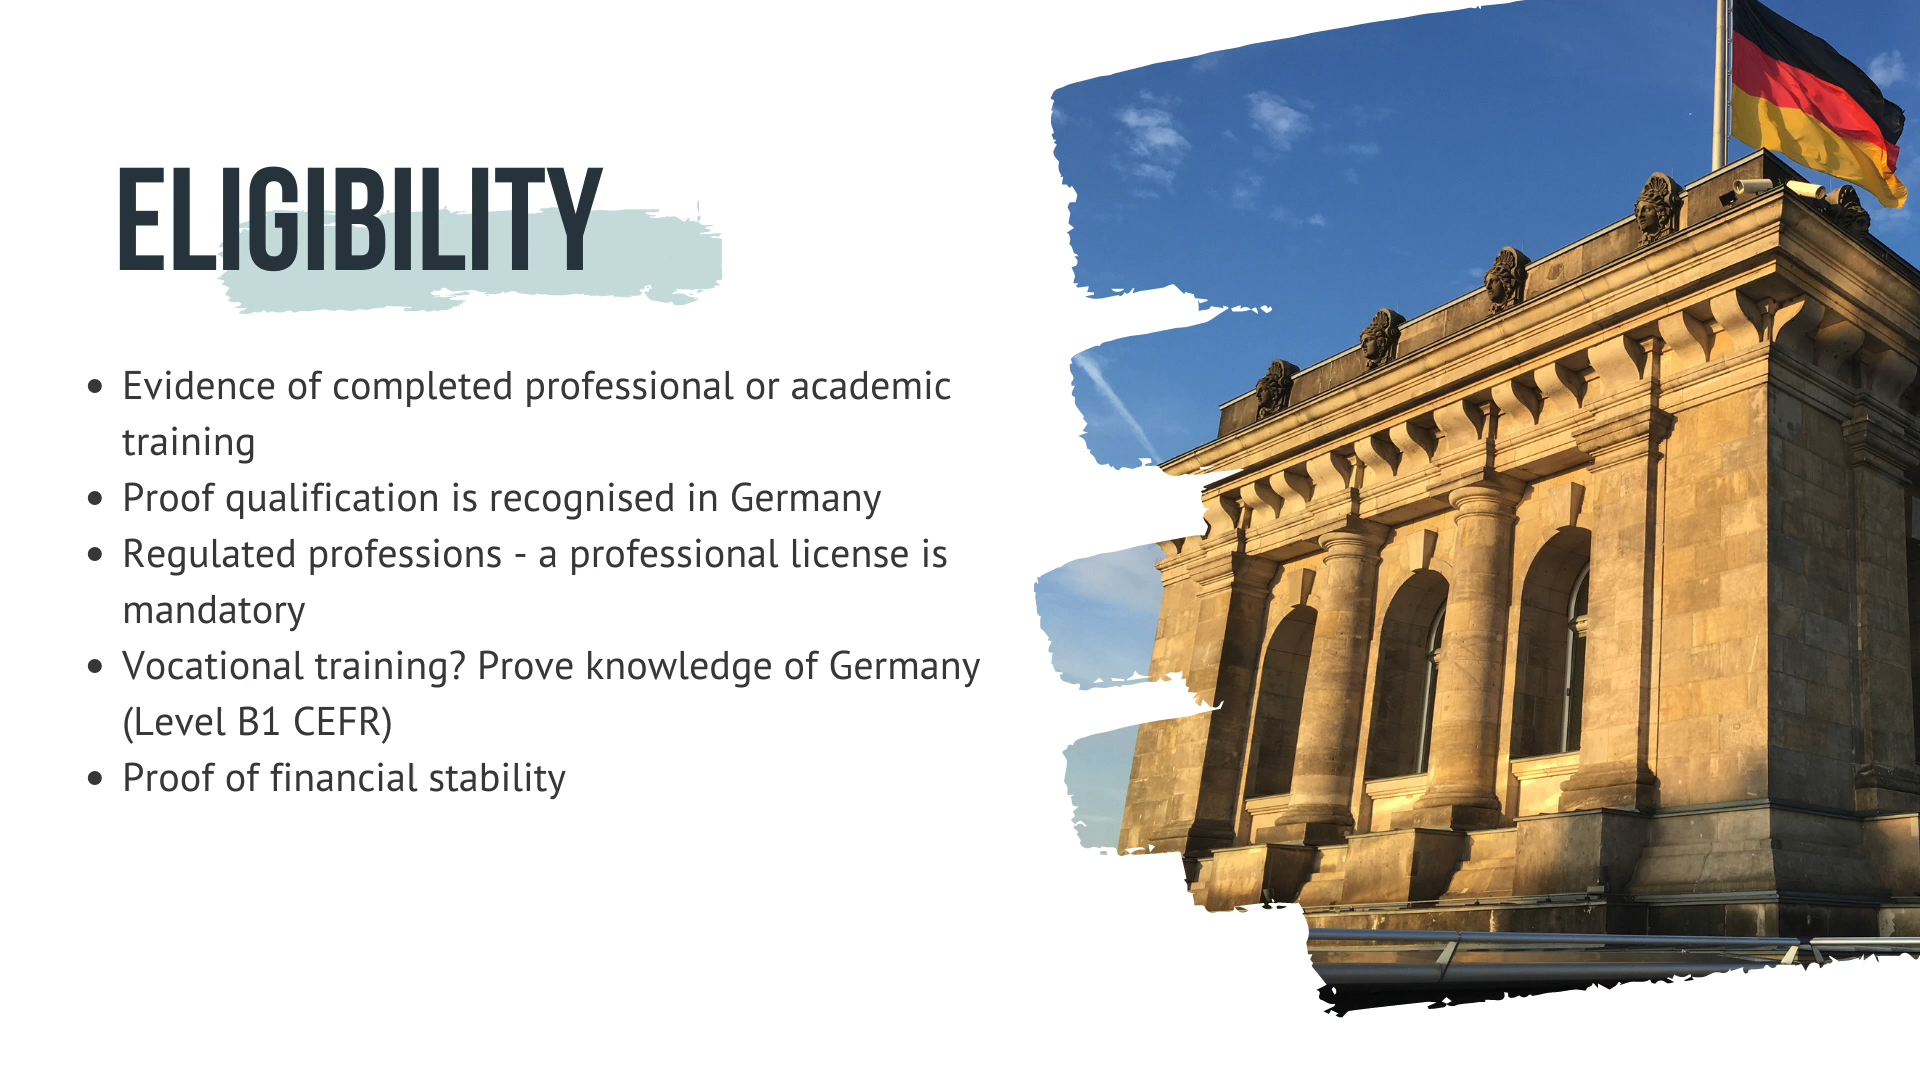 ELIGIBILITY
• Evidence of completed professional or academic
training
• Proof qualification is recognised in Germany
• Regulated professions - a professional license is
mandatory
• Vocational training? Prove knowledge of Germany
(Level B1 CEFR)
• Proof of financial stability